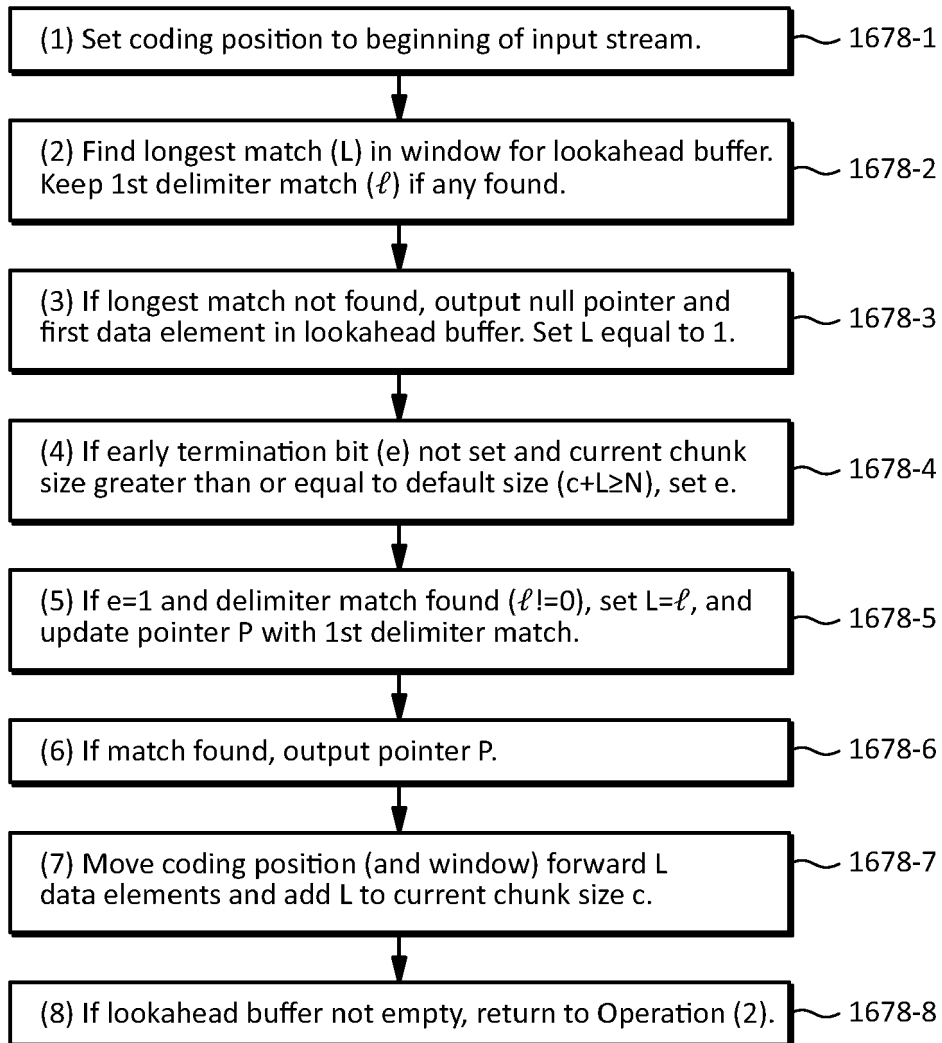 (1) Set coding position to beginning of input stream.
1678-1
(2) Find longest match (L) in window for lookahead buffer.
Keep 1st delimiter match (ℓ) if any found.
1678-2
(3) If longest match not found, output null pointer and
first data element in lookahead buffer. Set L equal to 1.
1678-3
(4) If early termination bit (e) not set and current chunk
size greater than or equal to default size (c+L≥N), set e.
1678-4
(5) If e=1 and delimiter match found (ℓ!=0), set L=ℓ, and
update pointer P with 1st delimiter match.
1678-5
(6) If match found, output pointer P.
1678-6
(7) Move coding position (and window) forward L
data elements and add L to current chunk size c.
1678-7
(8) If lookahead buffer not empty, return to Operation (2).
1678-8